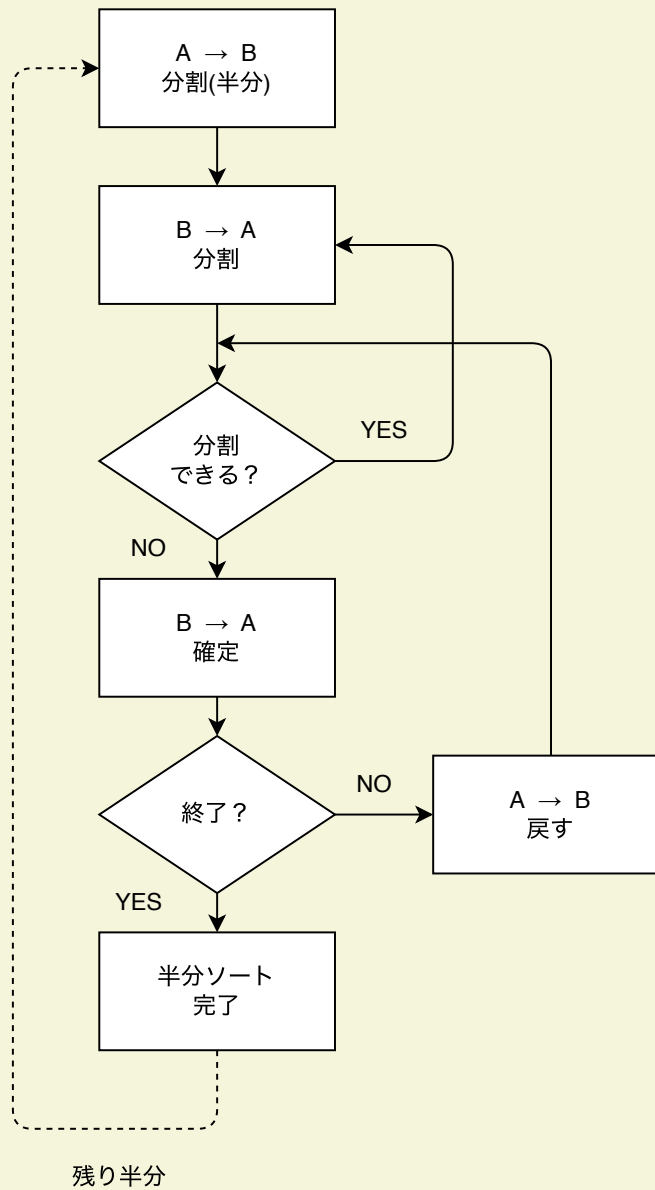 A → B
分割(半分)
B → A
分割
分割
できる？
YES
NO
B → A
確定
終了？
NO
A → B
戻す
YES
半分ソート
完了
残り半分